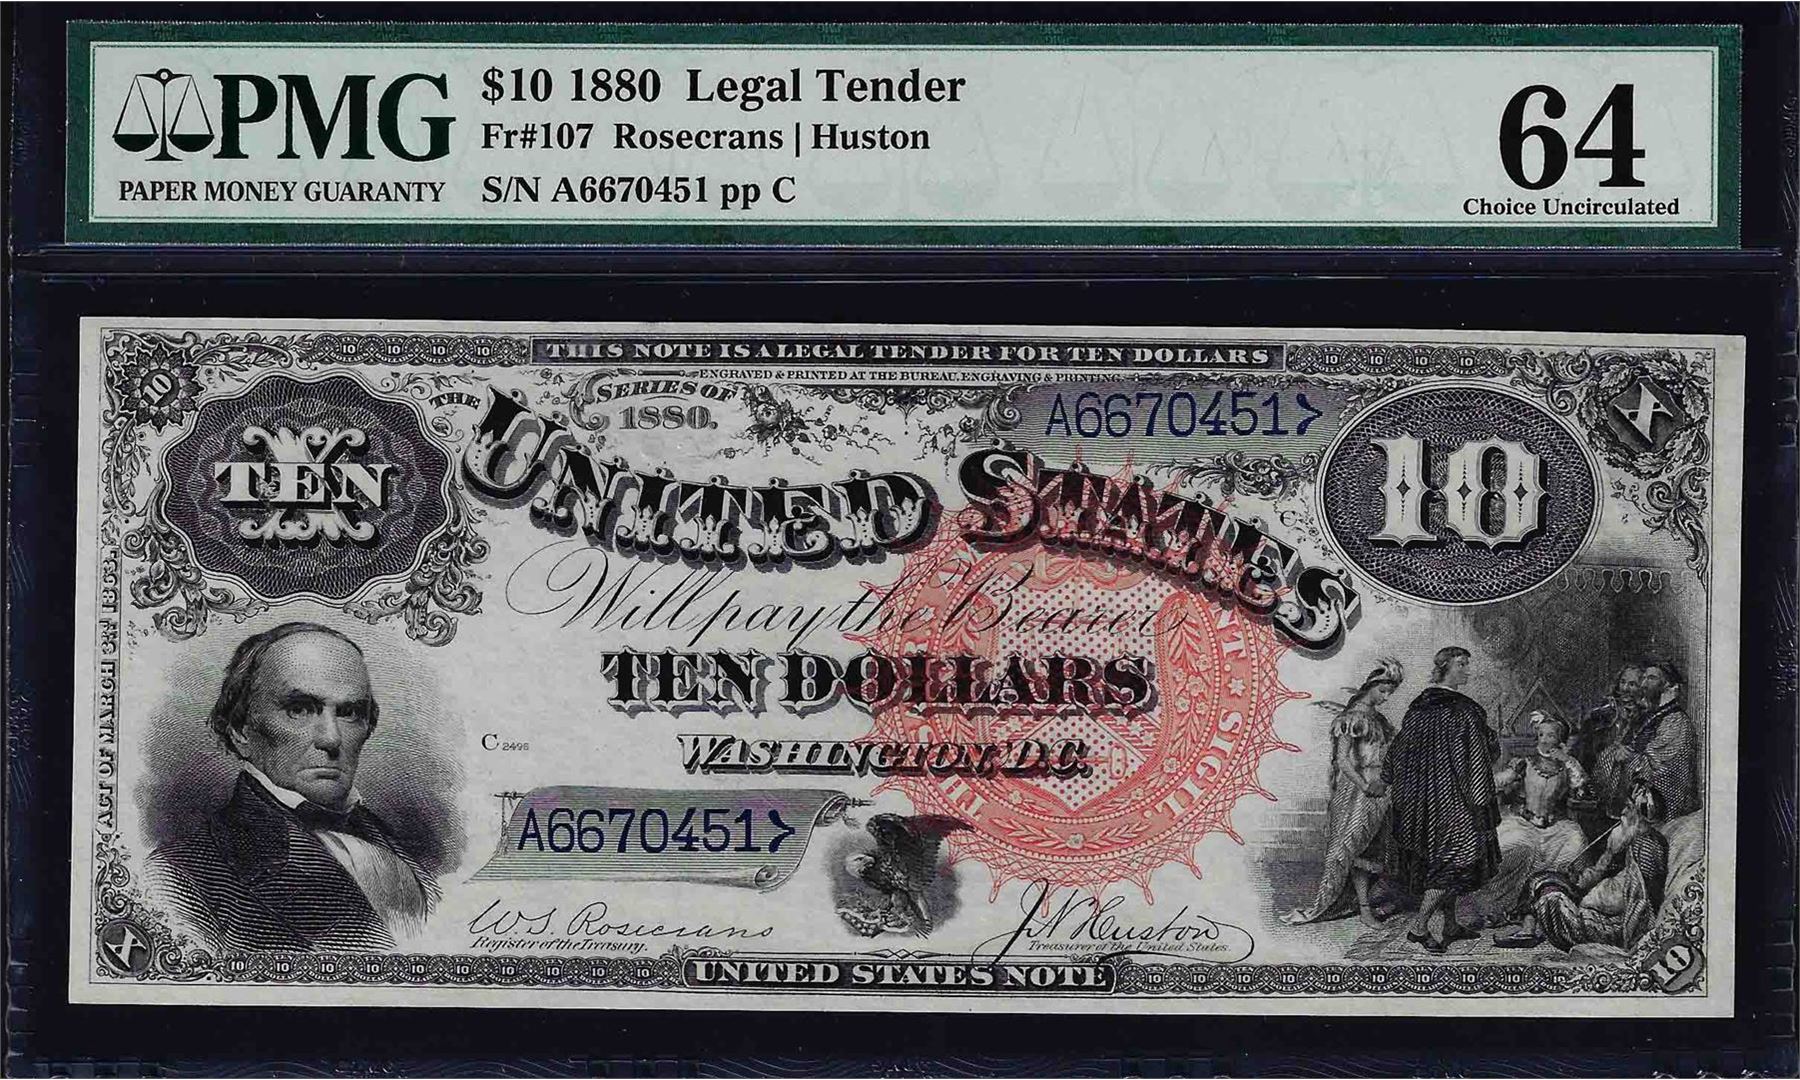 PMG
PAPER MONEY GUARANTY
$10 1880 Legal Tender
Fr#107 Rosecrans | Huston
S/N A6670451 pp C
64
Choice Uncirculated
THIS NOTE IS A LEGAL TENDER FOR TEN DOLLARS
ENGRAVED & PRINTED AT THE BUREAU, ENGRAVING & PRINTING.
10
SERIES OF
1880.
A6670451
X
TEN
10
THE UNITED STATES
Will pay the Bearer
TEN DOLLARS
WASHINGTON, D.C.
C 2496
ACT OF MARCH 3RD 1863.
A6670451
W. S. Rosecrans
Register of the Treasury.
J N Huston
Treasurer of the United States.
X
UNITED STATES NOTE
10